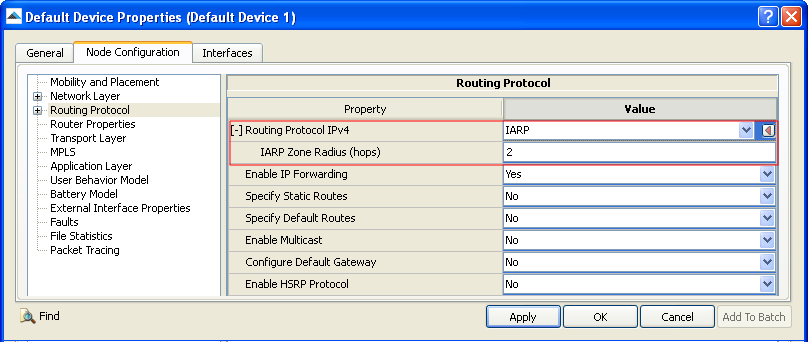 Default Device Properties (Default Device 1)
General Node Configuration Interfaces
Mobility and Placement
Network Layer
Routing Protocol
Router Properties
Transport Layer
MPLS
Application Layer
User Behavior Model
Battery Model
External Interface Properties
Faults
File Statistics
Packet Tracing
Routing Protocol
Property Value
[-] Routing Protocol IPv4 IARP
IARP Zone Radius (hops) 2
Enable IP Forwarding Yes
Specify Static Routes No
Specify Default Routes No
Enable Multicast No
Configure Default Gateway No
Enable HSRP Protocol No
Find Apply OK Cancel Add To Batch